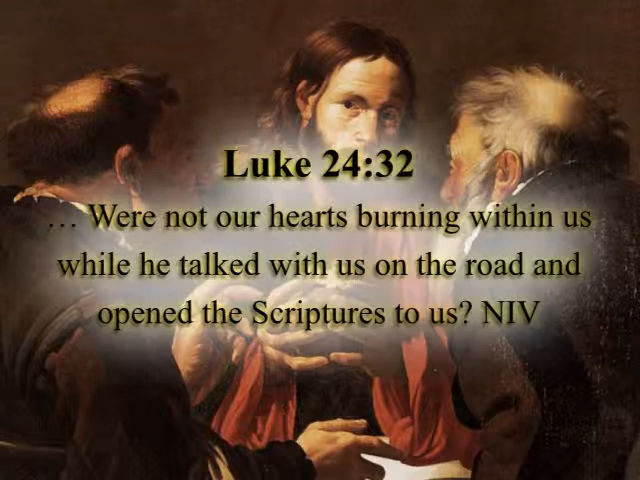 Luke 24:32
… Were not our hearts burning within us
while he talked with us on the road and
opened the Scriptures to us? NIV